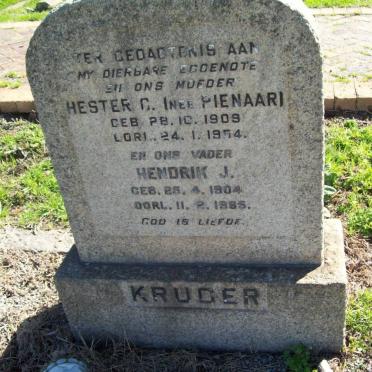 TER GEDAGTENIS AAN
MY DIERBARE EGGENOTE
EN ONS MOEDER
HESTER C. (NEE PIENAAR)
GEB. 28. 10. 1909
OORL. 24. 1. 1954.
EN ONS VADER
HENDRIK J.
GEB. 25. 4. 1904
OORL. 11. 2. 1985.
GOD IS LIEFDE.
KRUGER